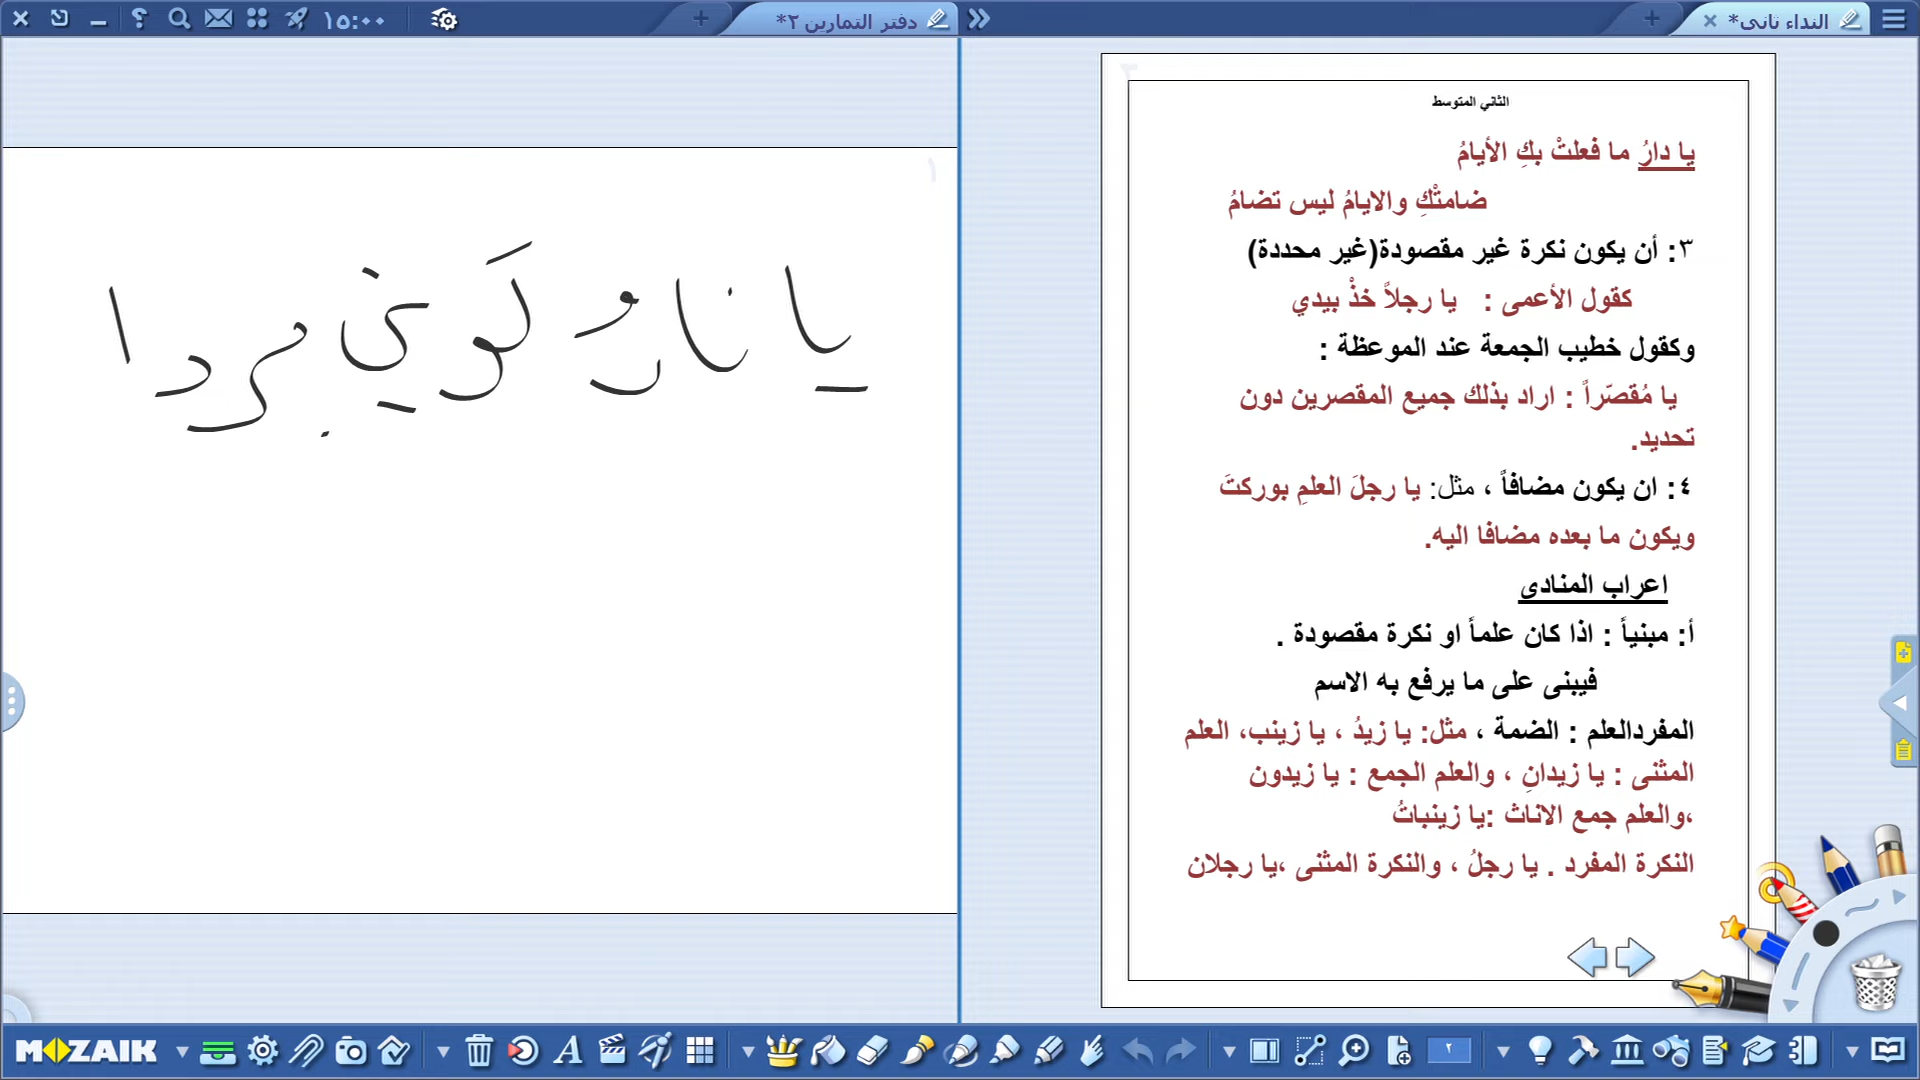 النداء ثانى*
دفتر التمارين ٢*
١٥:٠٠
الثاني المتوسط
يا دارُ ما فعلتْ بكِ الأيامُ
ضامتْكِ والايامُ ليس تضامُ
٣: أن يكون نكرة غير مقصودة(غير محددة)
كقول الأعمى : يا رجلاً خذْ بيدي
وكقول خطيب الجمعة عند الموعظة :
يا مُقصّراً : اراد بذلك جميع المقصرين دون
تحديد.
٤: ان يكون مضافاً ، مثل: يا رجلَ العلمِ بوركتَ
ويكون ما بعده مضافا اليه.
اعراب المنادى
أ: مبنياً : اذا كان علماً او نكرة مقصودة .
فيبنى على ما يرفع به الاسم
المفردالعلم : الضمة ، مثل: يا زيدُ ، يا زينب، العلم
المثنى : يا زيدانِ ، والعلم الجمع : يا زيدون
،والعلم جمع الاناث :يا زينباتُ
النكرة المفرد . يا رجلُ ، والنكرة المثنى ،يا رجلان
١
يا نارُ كوني بردا
MOZAIK
٢